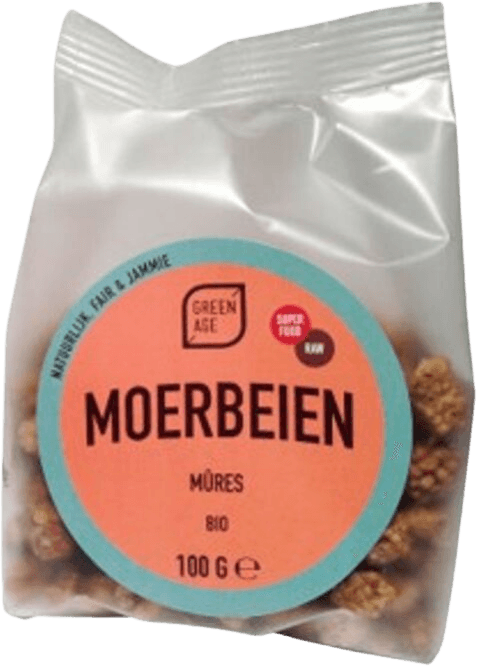 NATUURLIJK, FAIR & JAMMIE
GREEN
AGE
SUPER
FOOD
RAW
MOERBEIEN
MÛRES
BIO
100 G ℮